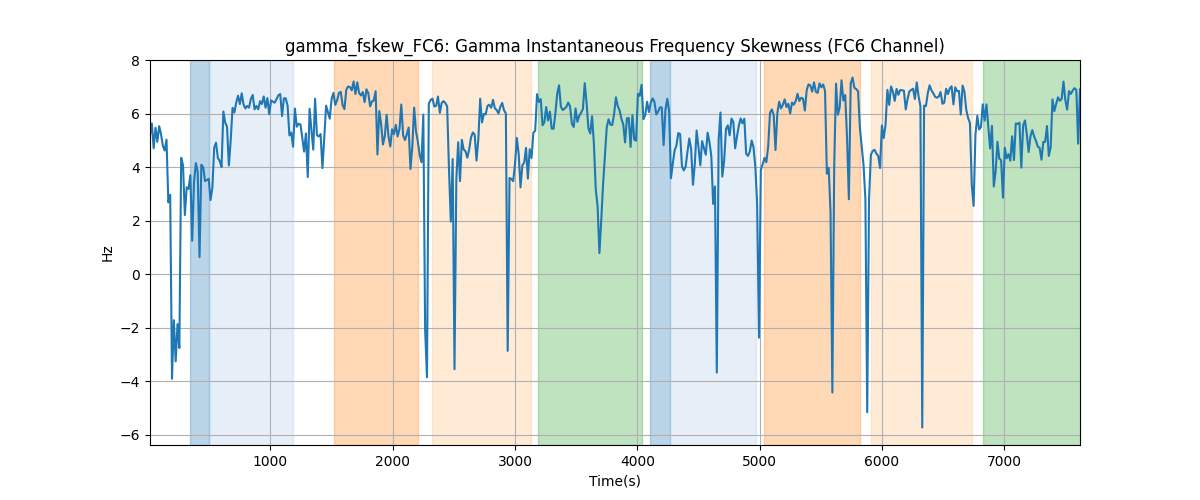 gamma_fskew_FC6: Gamma Instantaneous Frequency Skewness (FC6 Channel)
8
6
4
2
0
−2
−4
−6
Hz
1000 2000 3000 4000 5000 6000 7000
Time(s)